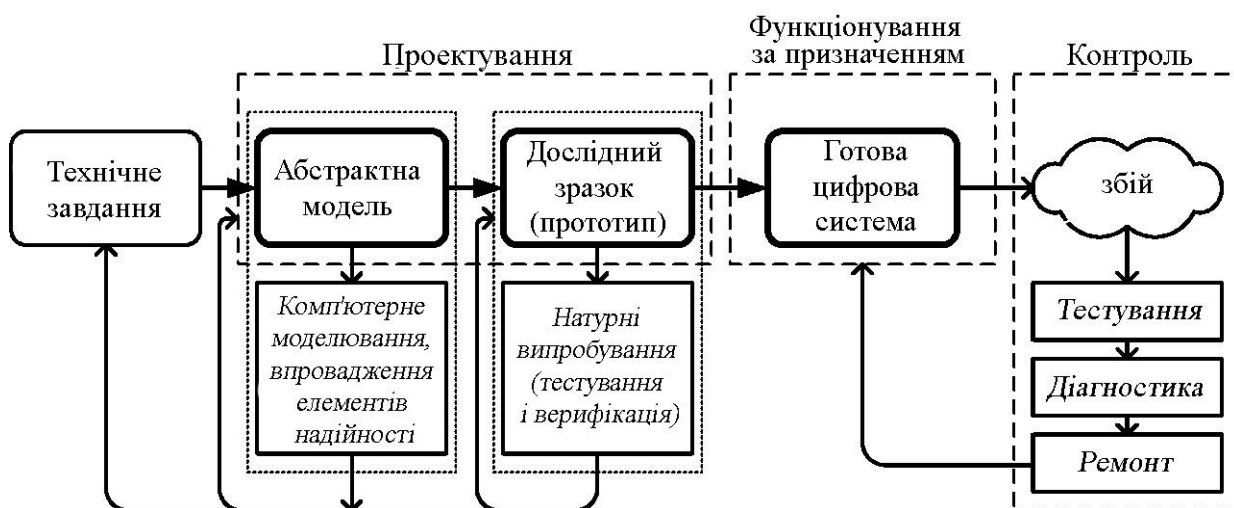 Проектування
Функціонування
за призначенням
Контроль
Технічне
завдання
Абстрактна
модель
Дослідний
зразок
(прототип)
Готова
цифрова
система
збій
Комп'ютерне
моделювання,
впровадження
елементів
надійності
Натурні
випробування
(тестування
і верифікація)
Тестування
Діагностика
Ремонт